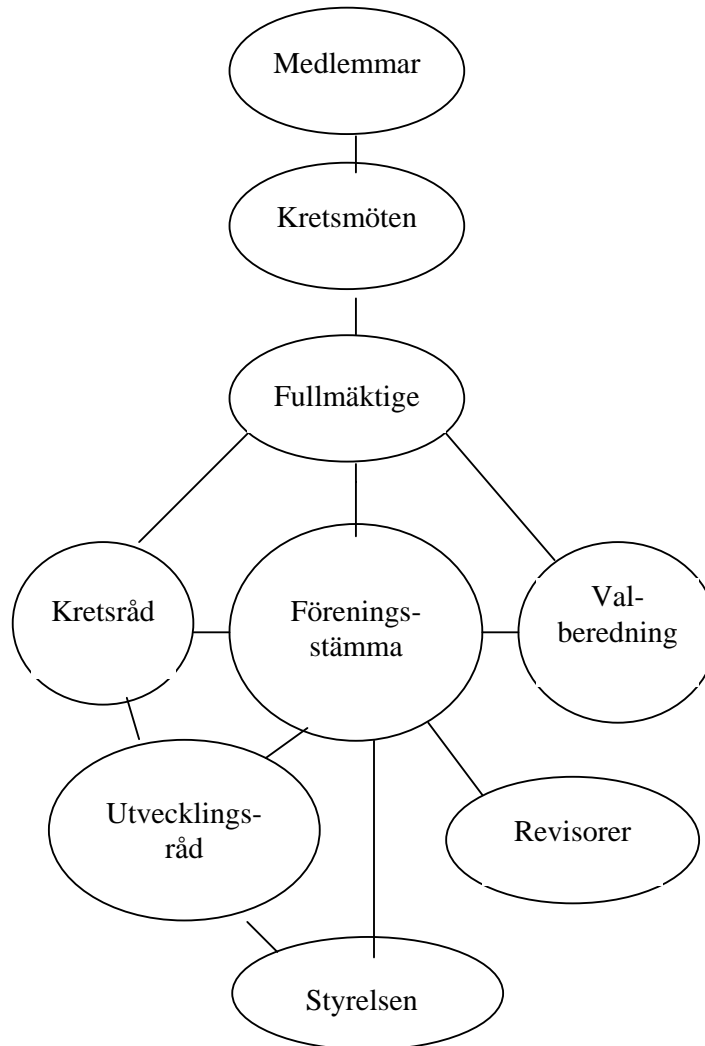 Medlemmar
Kretsmöten
Fullmäktige
Kretsråd
Förenings-
stämma
Val-
beredning
Utvecklings-
råd
Revisorer
Styrelsen